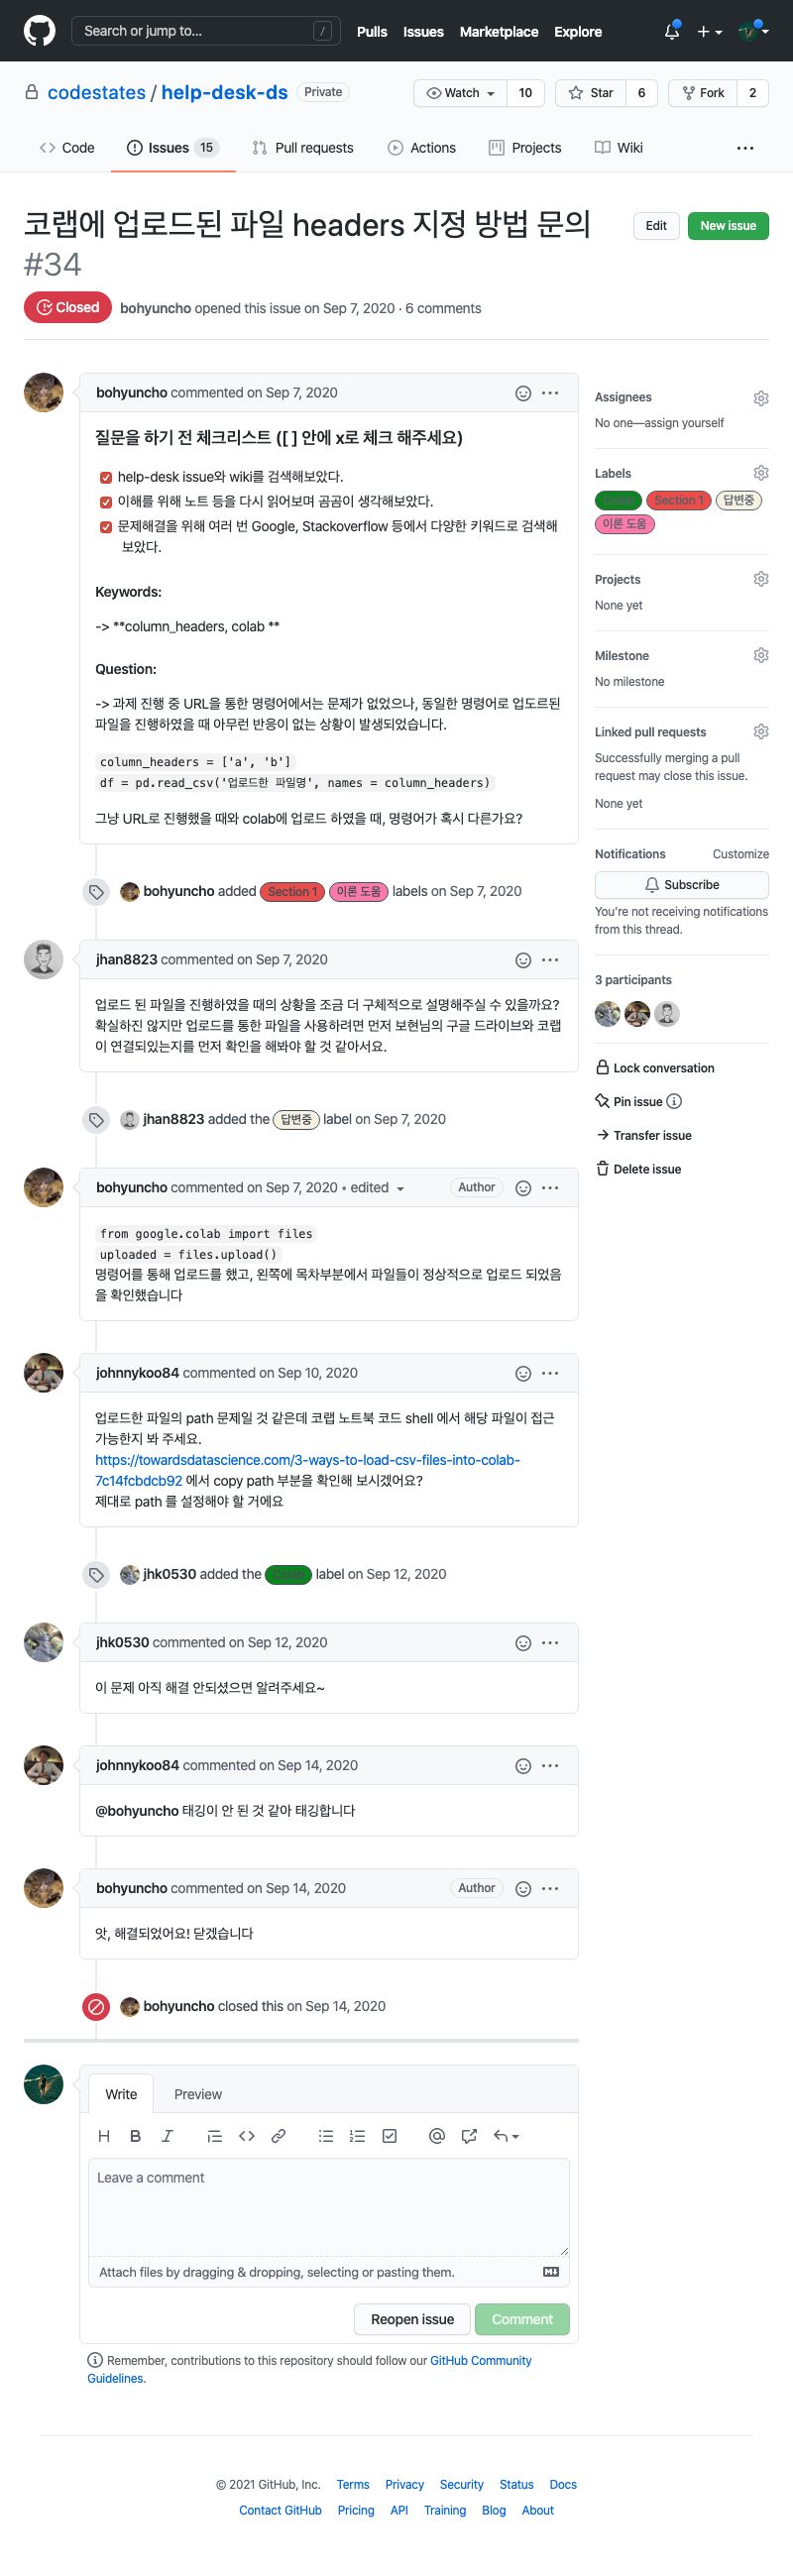 Search or jump to... /
Pulls Issues Marketplace Explore
codestates / help-desk-ds Private
Watch 10 Star 6 Fork 2
Code Issues 15 Pull requests Actions Projects Wiki ...
코랩에 업로드된 파일 headers 지정 방법 문의
#34
Edit New issue
Closed bohyuncho opened this issue on Sep 7, 2020 · 6 comments
bohyuncho commented on Sep 7, 2020
질문을 하기 전 체크리스트 ([ ] 안에 x로 체크 해주세요)
help-desk issue와 wiki를 검색해보았다.
이해를 위해 노트 등을 다시 읽어보며 곰곰이 생각해보았다.
문제해결을 위해 여러 번 Google, Stackoverflow 등에서 다양한 키워드로 검색해
보았다.
Keywords:
-> **column_headers, colab **
Question:
-> 과제 진행 중 URL을 통한 명령어에서는 문제가 없었으나, 동일한 명령어로 업도르된
파일을 진행하였을 때 아무런 반응이 없는 상황이 발생되었습니다.
column_headers = ['a', 'b']
df = pd.read_csv('업로드한 파일명', names = column_headers)
그냥 URL로 진행했을 때와 colab에 업로드 하였을 때, 명령어가 혹시 다른가요?
bohyuncho added Section 1 이론 도움 labels on Sep 7, 2020
jhan8823 commented on Sep 7, 2020
업로드 된 파일을 진행하였을 때의 상황을 조금 더 구체적으로 설명해주실 수 있을까요?
확실하진 않지만 업로드를 통한 파일을 사용하려면 먼저 보현님의 구글 드라이브와 코랩
이 연결되있는지를 먼저 확인을 해봐야 할 것 같아서요.
jhan8823 added the 답변중 label on Sep 7, 2020
bohyuncho commented on Sep 7, 2020 • edited Author
from google.colab import files
uploaded = files.upload()
명령어를 통해 업로드를 했고, 왼쪽에 목차부분에서 파일들이 정상적으로 업로드 되었음
을 확인했습니다
johnnykoo84 commented on Sep 10, 2020
업로드한 파일의 path 문제일 것 같은데 코랩 노트북 코드 shell 에서 해당 파일이 접근
가능한지 봐 주세요.
https://towardsdatascience.com/3-ways-to-load-csv-files-into-colab-
7c14fcbdcb92 에서 copy path 부분을 확인해 보시겠어요?
제대로 path 를 설정해야 할 거에요
jhk0530 added the Colab label on Sep 12, 2020
jhk0530 commented on Sep 12, 2020
이 문제 아직 해결 안되셨으면 알려주세요~
johnnykoo84 commented on Sep 14, 2020
@bohyuncho 태깅이 안 된 것 같아 태깅합니다
bohyuncho commented on Sep 14, 2020 Author
앗, 해결되었어요! 닫겠습니다
bohyuncho closed this on Sep 14, 2020
Write Preview
Leave a comment
Attach files by dragging & dropping, selecting or pasting them.
Reopen issue Comment
Remember, contributions to this repository should follow our GitHub Community
Guidelines.
Assignees
No one—assign yourself
Labels
Colab Section 1 답변중
이론 도움
Projects
None yet
Milestone
No milestone
Linked pull requests
Successfully merging a pull
request may close this issue.
None yet
Notifications Customize
Subscribe
You're not receiving notifications
from this thread.
3 participants
Lock conversation
Pin issue
Transfer issue
Delete issue
© 2021 GitHub, Inc. Terms Privacy Security Status Docs
Contact GitHub Pricing API Training Blog About